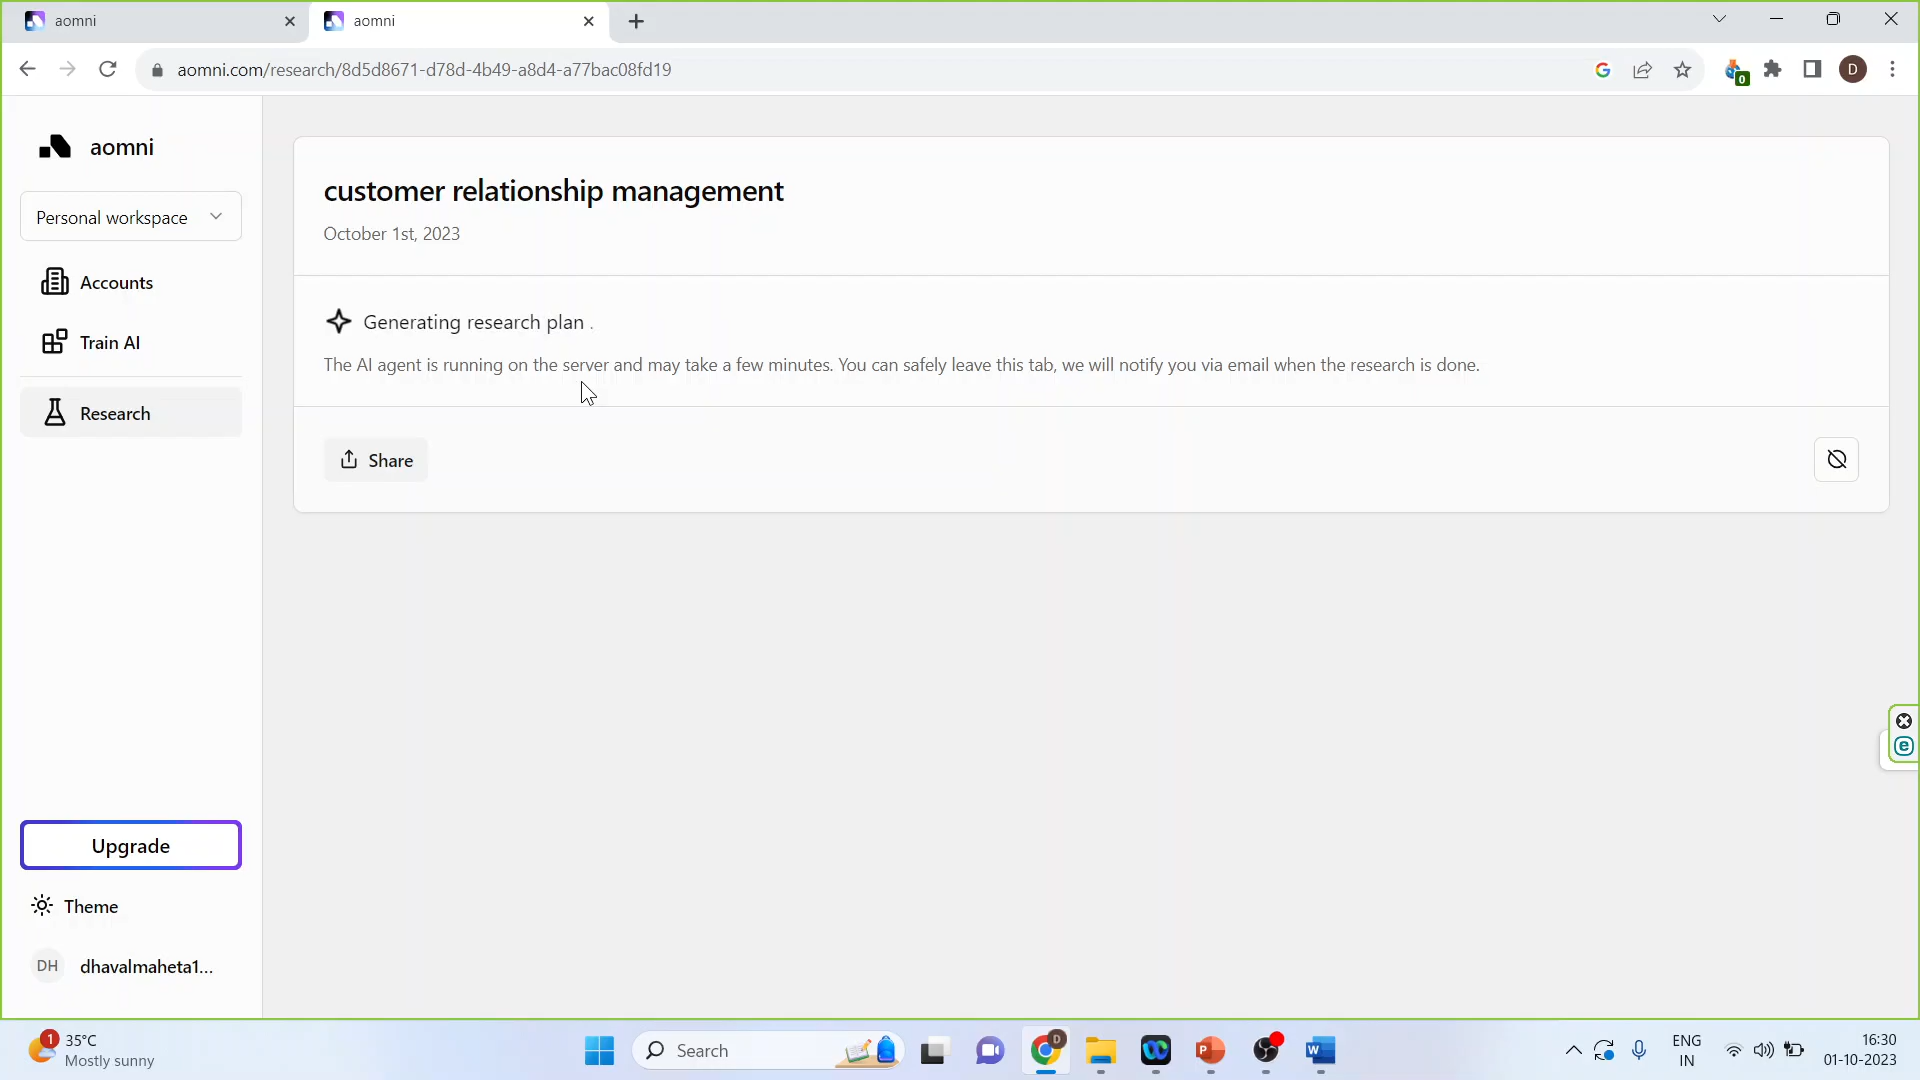 aomni
aomni
aomni.com/research/8d5d8671-d78d-4b49-a8d4-a77bac08fd19
0
D
aomni
Personal workspace
Accounts
Train AI
Research
customer relationship management
October 1st, 2023
Generating research plan .
The AI agent is running on the server and may take a few minutes. You can safely leave this tab, we will notify you via email when the research is done.
Share
Upgrade
Theme
DH dhavalmaheta1...
1
35°C
Mostly sunny
Search
D
P
W
ENG
IN
16:30
01-10-2023